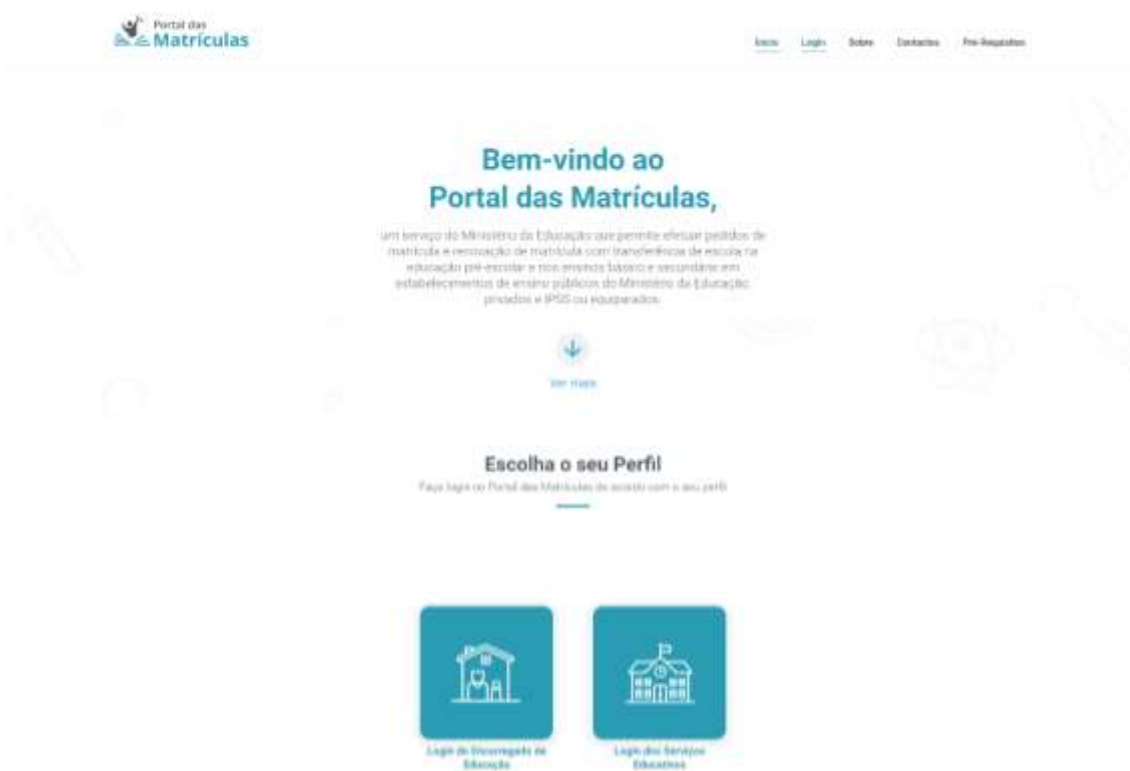 Portal das
Matrículas
Início Login Sobre Contactos Pré-Requisitos
Bem-vindo ao
Portal das Matrículas,
um serviço do Ministério da Educação que permite efetuar pedidos de
matrícula e renovação de matrícula com transferência de escola na
educação pré-escolar e nos ensinos básico e secundário em
estabelecimentos de ensino públicos do Ministério da Educação,
privados e IPSS ou equiparados.
Ver mais
Escolha o seu Perfil
Faça login no Portal das Matrículas de acordo com o seu perfil
Login do Encarregado de
Educação
Login dos Serviços
Educativos